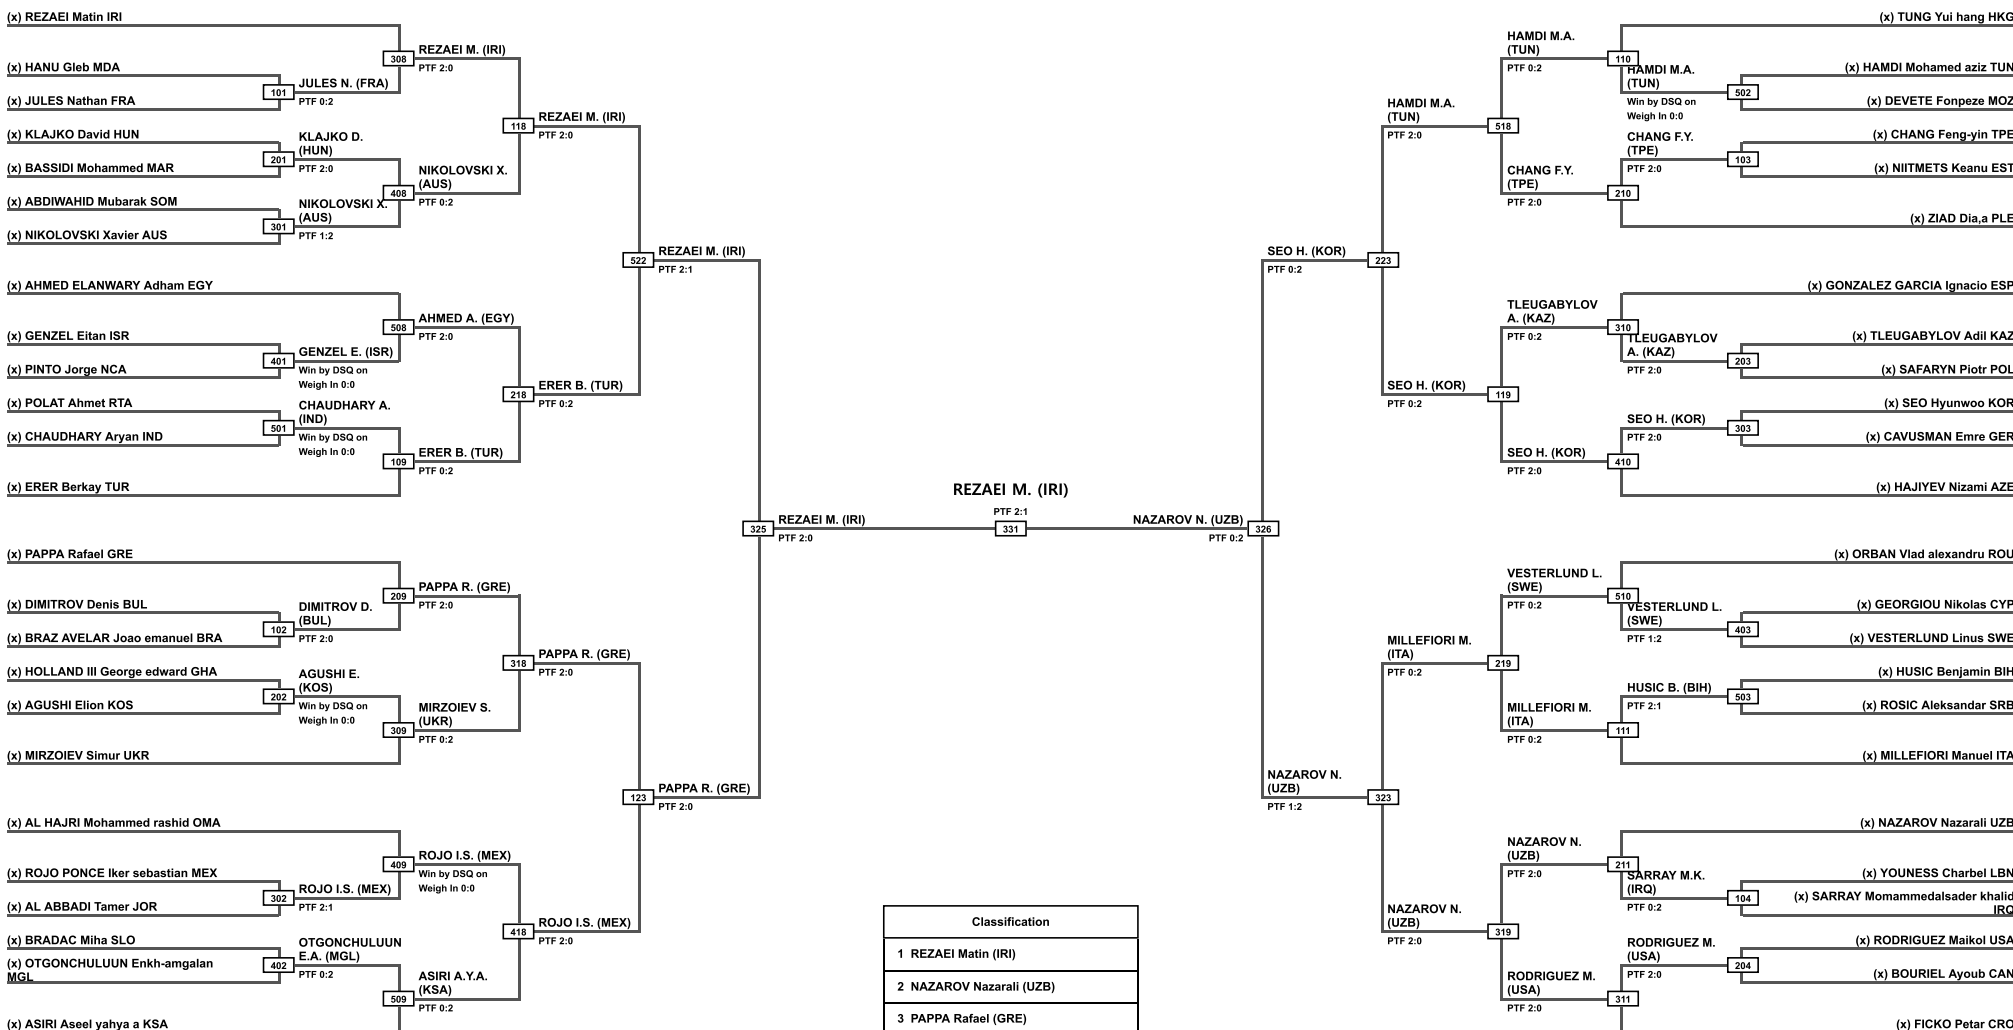 (x) REZAEI Matin IRI
(x) HANU Gleb MDA
(x) JULES Nathan FRA
(x) KLAJKO David HUN
(x) BASSIDI Mohammed MAR
(x) ABDIWAHID Mubarak SOM
(x) NIKOLOVSKI Xavier AUS
(x) AHMED ELANWARY Adham EGY
(x) GENZEL Eitan ISR
(x) PINTO Jorge NCA
(x) POLAT Ahmet RTA
(x) CHAUDHARY Aryan IND
(x) ERER Berkay TUR
(x) PAPPA Rafael GRE
(x) DIMITROV Denis BUL
(x) BRAZ AVELAR Joao emanuel BRA
(x) HOLLAND III George edward GHA
(x) AGUSHI Elion KOS
(x) MIRZOIEV Simur UKR
(x) AL HAJRI Mohammed rashid OMA
(x) ROJO PONCE Iker sebastian MEX
(x) AL ABBADI Tamer JOR
(x) BRADAC Miha SLO
(x) OTGONCHULUUN Enkh-amgalan
MGL
(x) ASIRI Aseel yahya a KSA
101
JULES N. (FRA)
PTF 0:2
201
KLAJKO D.
(HUN)
PTF 2:0
301
NIKOLOVSKI X.
(AUS)
PTF 1:2
401
GENZEL E. (ISR)
Win by DSQ on
Weigh In 0:0
501
CHAUDHARY A.
(IND)
Win by DSQ on
Weigh In 0:0
102
DIMITROV D.
(BUL)
PTF 2:0
202
AGUSHI E.
(KOS)
Win by DSQ on
Weigh In 0:0
302
ROJO I.S. (MEX)
PTF 2:1
402
OTGONCHULUUN
E.A. (MGL)
PTF 0:2
308
REZAEI M. (IRI)
PTF 2:0
408
NIKOLOVSKI X.
(AUS)
PTF 0:2
508
AHMED A. (EGY)
PTF 2:0
109
ERER B. (TUR)
PTF 0:2
209
PAPPA R. (GRE)
PTF 2:0
309
MIRZOIEV S.
(UKR)
PTF 0:2
409
ROJO I.S. (MEX)
Win by DSQ on
Weigh In 0:0
509
ASIRI A.Y.A.
(KSA)
PTF 0:2
118
REZAEI M. (IRI)
PTF 2:0
218
ERER B. (TUR)
PTF 0:2
318
PAPPA R. (GRE)
PTF 2:0
418
ROJO I.S. (MEX)
PTF 2:0
522
REZAEI M. (IRI)
PTF 2:1
123
PAPPA R. (GRE)
PTF 2:0
325
REZAEI M. (IRI)
PTF 2:0
REZAEI M. (IRI)
PTF 2:1
331
NAZAROV N. (UZB)
PTF 0:2
326
SEO H. (KOR)
PTF 0:2
223
NAZAROV N.
(UZB)
PTF 1:2
323
HAMDI M.A.
(TUN)
PTF 2:0
518
SEO H. (KOR)
PTF 0:2
119
MILLEFIORI M.
(ITA)
PTF 0:2
219
NAZAROV N.
(UZB)
PTF 2:0
319
HAMDI M.A.
(TUN)
PTF 0:2
110
CHANG F.Y.
(TPE)
PTF 2:0
210
TLEUGABYLOV
A. (KAZ)
PTF 0:2
310
SEO H. (KOR)
PTF 2:0
410
VESTERLUND L.
(SWE)
PTF 0:2
510
MILLEFIORI M.
(ITA)
PTF 0:2
111
NAZAROV N.
(UZB)
PTF 2:0
211
RODRIGUEZ M.
(USA)
PTF 2:0
311
HAMDI M.A.
(TUN)
Win by DSQ on
Weigh In 0:0
502
CHANG F.Y.
(TPE)
PTF 2:0
103
TLEUGABYLOV
A. (KAZ)
PTF 2:0
203
SEO H. (KOR)
PTF 2:0
303
VESTERLUND L.
(SWE)
PTF 1:2
403
HUSIC B. (BIH)
PTF 2:1
503
SARRAY M.K.
(IRQ)
PTF 0:2
104
RODRIGUEZ M.
(USA)
PTF 2:0
204
(x) TUNG Yui hang HKG
(x) HAMDI Mohamed aziz TUN
(x) DEVETE Fonpeze MOZ
(x) CHANG Feng-yin TPE
(x) NIITMETS Keanu EST
(x) ZIAD Dia,a PLE
(x) GONZALEZ GARCIA Ignacio ESP
(x) TLEUGABYLOV Adil KAZ
(x) SAFARYN Piotr POL
(x) SEO Hyunwoo KOR
(x) CAVUSMAN Emre GER
(x) HAJIYEV Nizami AZE
(x) ORBAN Vlad alexandru ROU
(x) GEORGIOU Nikolas CYP
(x) VESTERLUND Linus SWE
(x) HUSIC Benjamin BIH
(x) ROSIC Aleksandar SRB
(x) MILLEFIORI Manuel ITA
(x) NAZAROV Nazarali UZB
(x) YOUNESS Charbel LBN
(x) SARRAY Momammedalsader khalid
IRQ
(x) RODRIGUEZ Maikol USA
(x) BOURIEL Ayoub CAN
(x) FICKO Petar CRO
Classification
1 REZAEI Matin (IRI)
2 NAZAROV Nazarali (UZB)
3 PAPPA Rafael (GRE)